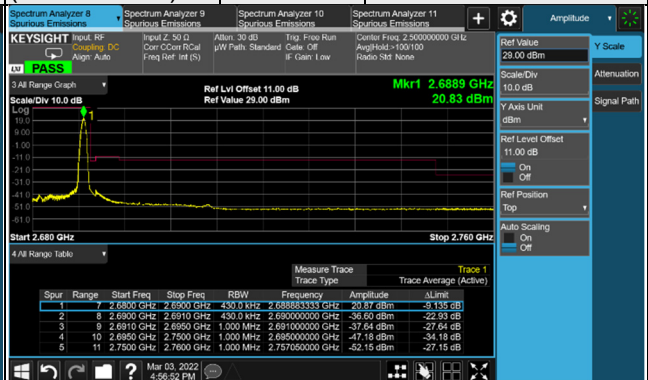 Spectrum Analyzer 8
Spurious Emissions
Spectrum Analyzer 9
Spurious Emissions
Spectrum Analyzer 10
Spurious Emissions
Spectrum Analyzer 11
Spurious Emissions
+
Amplitude
KEYSIGHT
Input: RF
Coupling: DC
Align: Auto
Input Z: 50 Ω
Corr CCorr RCal
Freq Ref: Int (S)
Atten: 30 dB
µW Path: Standard
Trig: Free Run
Gate: Off
IF Gain: Low
Center Freq: 2.500000000 GHz
Avg|Hold:>100/100
Radio Std: None
LXI PASS
3 All Range Graph
Scale/Div 10.0 dB
Ref Lvl Offset 11.00 dB
Ref Value 29.00 dBm
Mkr1 2.6889 GHz
20.83 dBm
Log
19.0
9.00
-1.00
-11.0
-21.0
-31.0
-41.0
-51.0
-61.0
1
Start 2.680 GHz
Stop 2.760 GHz
4 All Range Table
Measure Trace Trace 1
Trace Type Trace Average (Active)
Spur Range Start Freq Stop Freq RBW Frequency Amplitude ΔLimit
1 7 2.6800 GHz 2.6900 GHz 430.0 kHz 2.688883333 GHz 20.87 dBm -9.135 dB
2 8 2.6900 GHz 2.6910 GHz 430.0 kHz 2.690000000 GHz -36.60 dBm -22.93 dB
3 9 2.6910 GHz 2.6950 GHz 1.000 MHz 2.691000000 GHz -37.64 dBm -27.64 dB
4 10 2.6950 GHz 2.7500 GHz 1.000 MHz 2.695000000 GHz -47.18 dBm -34.18 dB
5 11 2.7500 GHz 2.7600 GHz 1.000 MHz 2.757050000 GHz -52.15 dBm -27.15 dB
Ref Value
29.00 dBm
Scale/Div
10.0 dB
Y Axis Unit
dBm
Ref Level Offset
11.00 dB
On
Off
Ref Position
Top
Auto Scaling
On
Off
Y Scale
Attenuation
Signal Path
?
Mar 03, 2022
4:56:52 PM